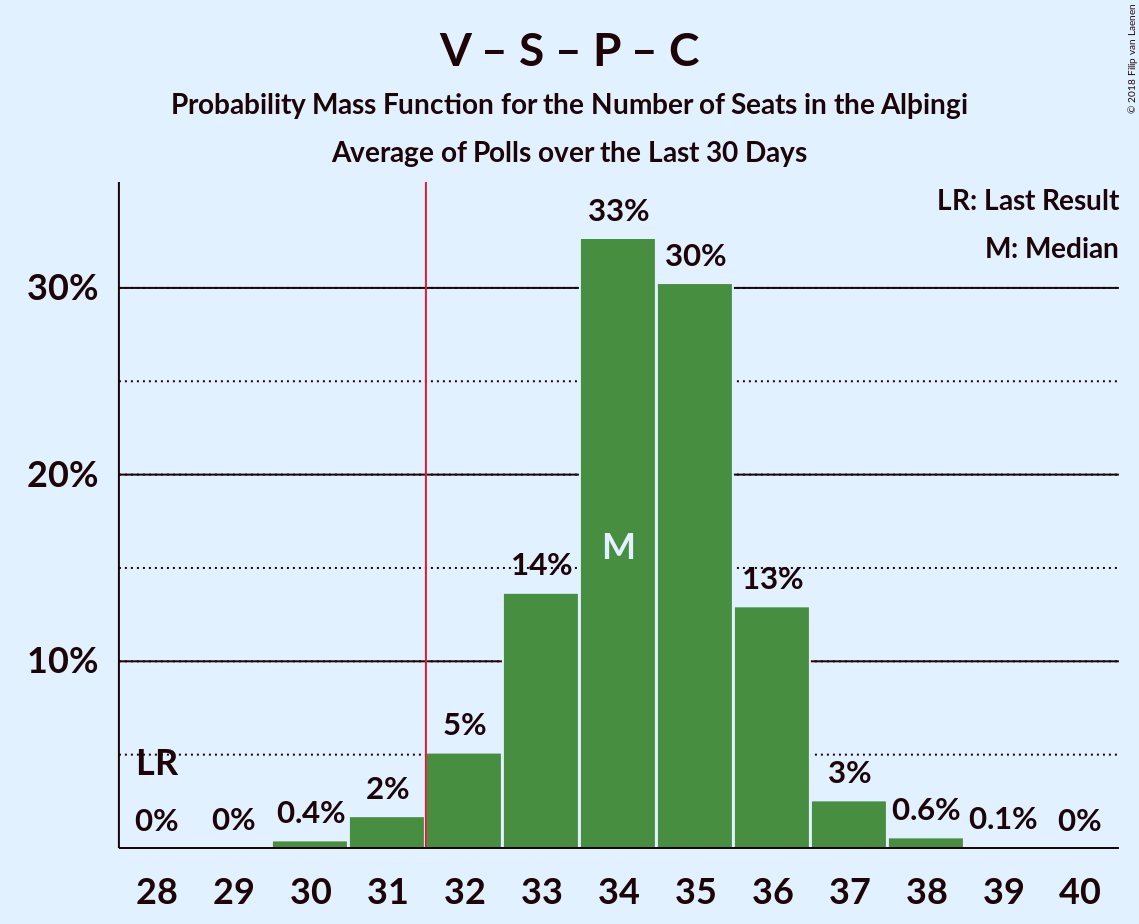 V – S – P – C
Probability Mass Function for the Number of Seats in the Alþingi
Average of Polls over the Last 30 Days
© 2018 Filip van Laenen
LR: Last Result
M: Median
33%
30%
30%
20%
14%
M
13%
10%
5%
LR
2%
3%
0%
0%
0.4%
0.6%
0.1%
0%
28 29 30 31 32 33 34 35 36 37 38 39 40